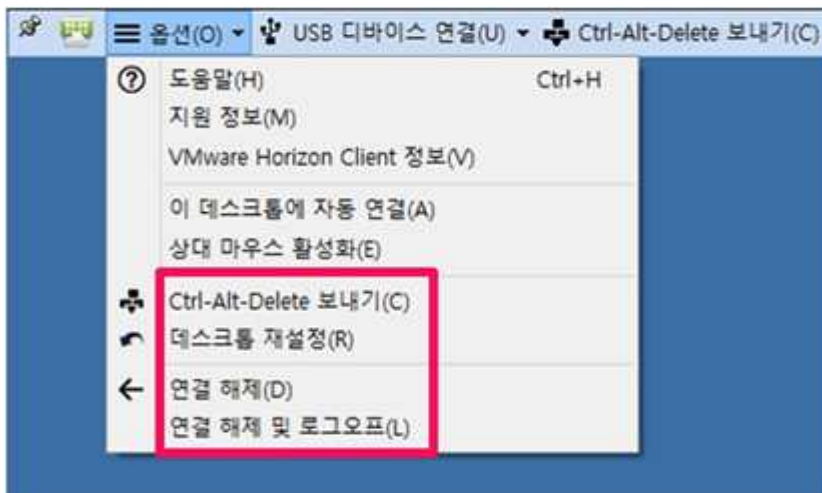 옵션(O) USB 디바이스 연결(U) Ctrl-Alt-Delete 보내기(C)
도움말(H) Ctrl+H
지원 정보(M)
VMware Horizon Client 정보(V)
이 데스크톱에 자동 연결(A)
상대 마우스 활성화(E)
Ctrl-Alt-Delete 보내기(C)
데스크톱 재설정(R)
연결 해제(D)
연결 해제 및 로그오프(L)